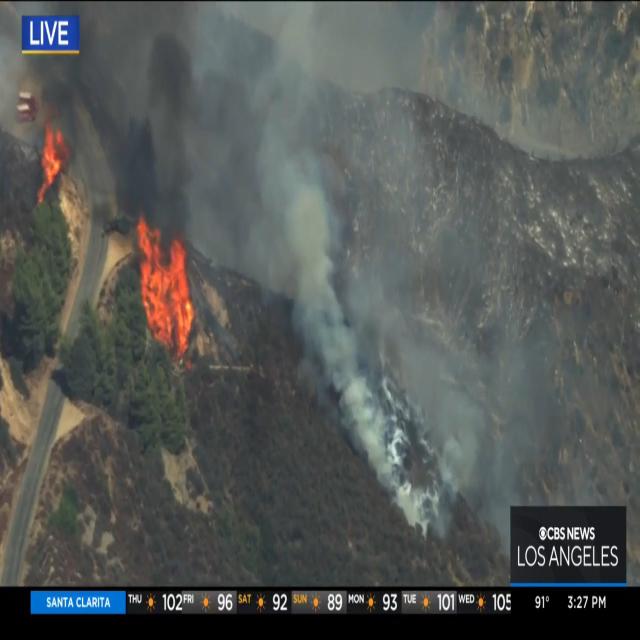 LIVE
CBS NEWS
LOS ANGELES
SANTA CLARITA THU 102 FRI 96 SAT 92 SUN 89 MON 93 TUE 101 WED 105 91° 3:27 PM